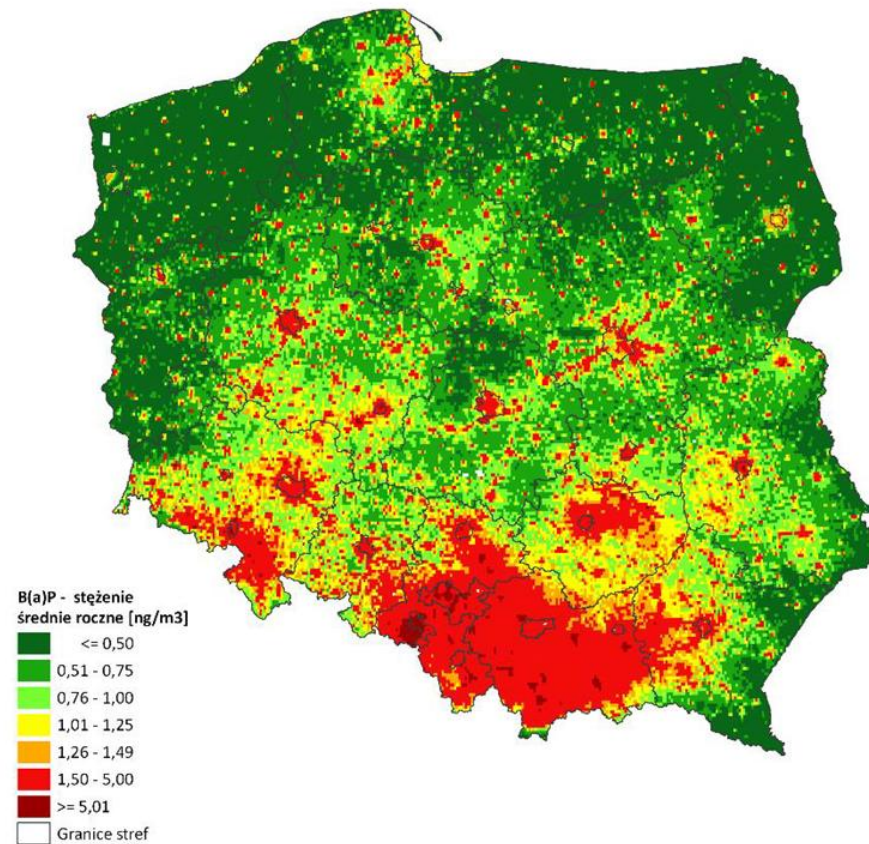 B(a)P - stężenie
średnie roczne [ng/m3]
<= 0,50
0,51 - 0,75
0,76 - 1,00
1,01 - 1,25
1,26 - 1,49
1,50 - 5,00
>= 5,01
Granice stref